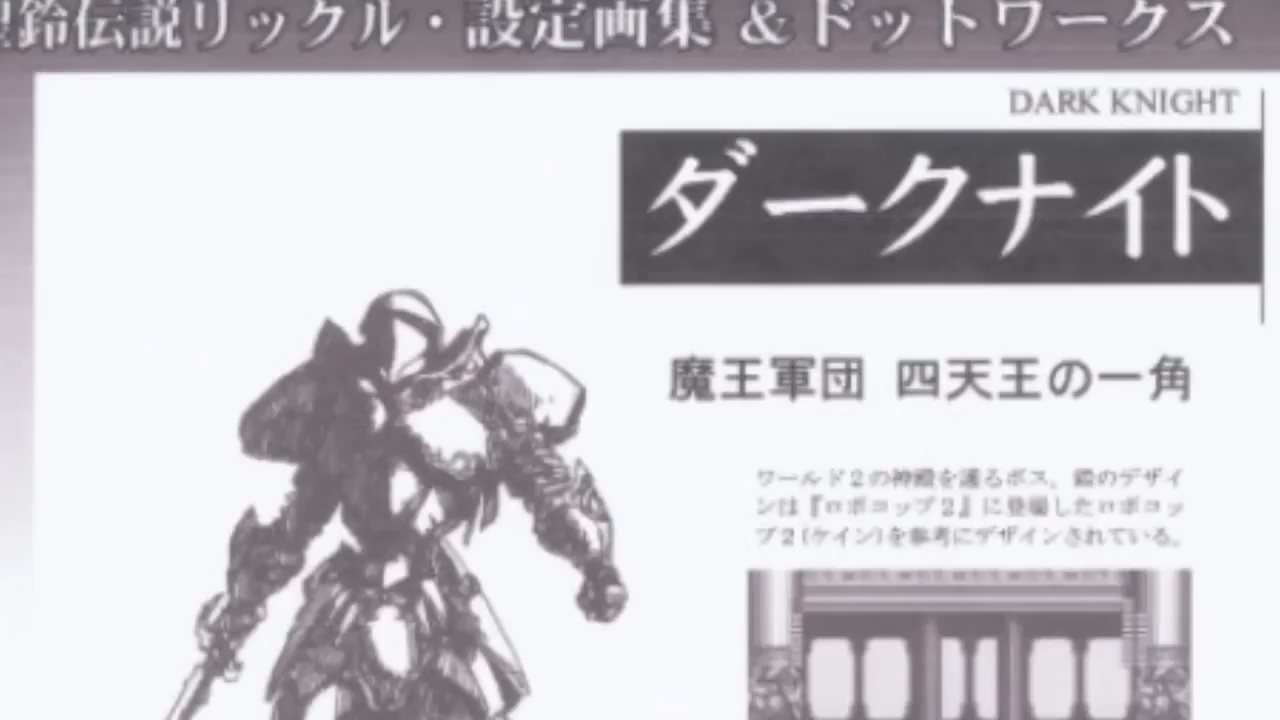 鈴伝説リックル・設定画集 &ドットワークス
DARK KNIGHT
ダークナイト
魔王軍団 四天王の一角
ワールド2の神殿を護るボス。鎧のデザイ
ンは『ロボコップ2』に登場したロボコッ
プ2(ケイン)を参考にデザインされている。